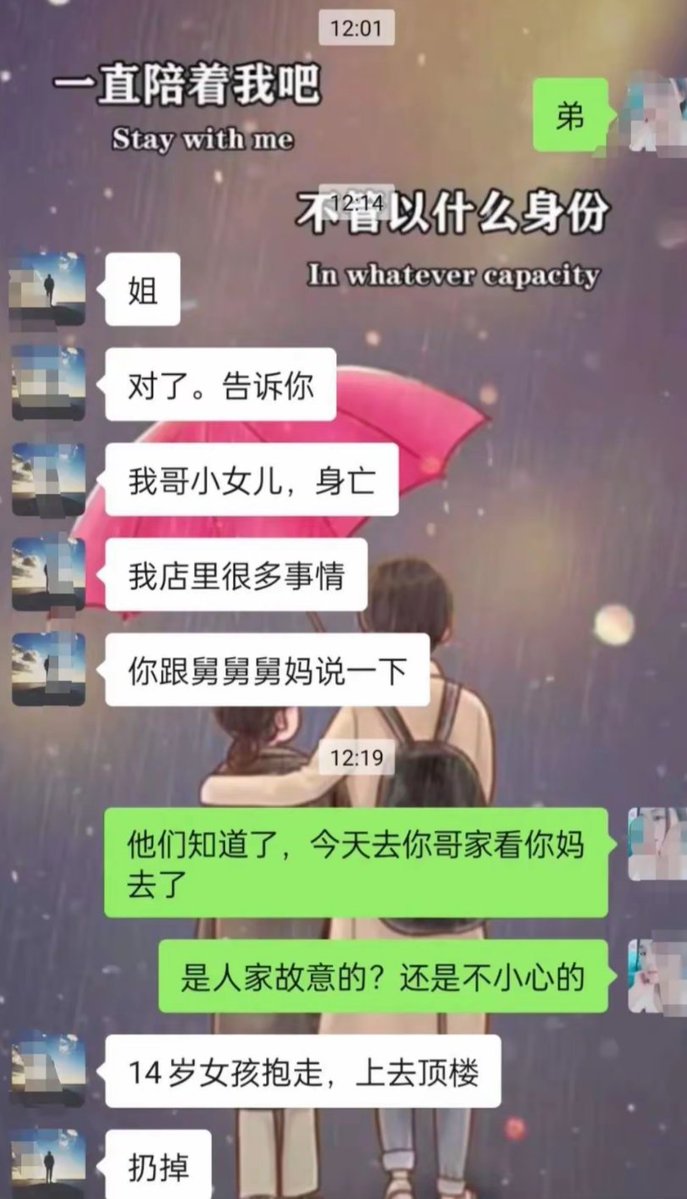 12:01
一直陪着我吧
Stay with me
弟
12:14
不管以什么身份
In whatever capacity
姐
对了。告诉你
我哥小女儿，身亡
我店里很多事情
你跟舅舅舅妈说一下
12:19
他们知道了，今天去你哥家看你妈
去了
是人家故意的？还是不小心的
14岁女孩抱走，上去顶楼
扔掉